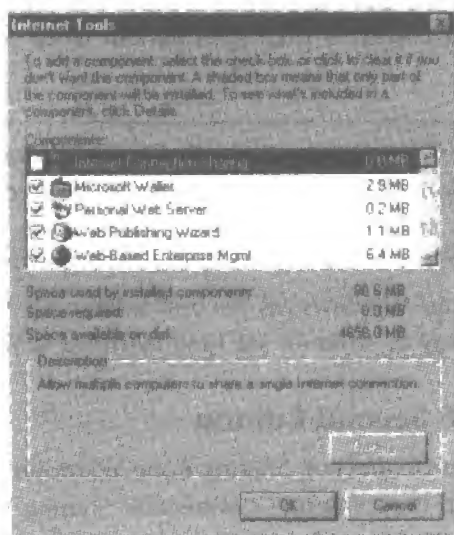 Internet Tools
To add a component, select the check box, or click to clear it if you
don't want the component. A shaded box means that only part of
the component will be installed. To see what's included in a
component, click Details.
Components:
Internet Connection Sharing 0.0 MB
Microsoft Wallet 2.8 MB
Personal Web Server 0.2 MB
Web Publishing Wizard 1.1 MB
Web-Based Enterprise Mgmt 6.4 MB
Space used by installed components: MB
Space required: 0.0 MB
Space available on disk: MB
Description
Allow multiple computers to share a single Internet connection.
Details
OK
Cancel